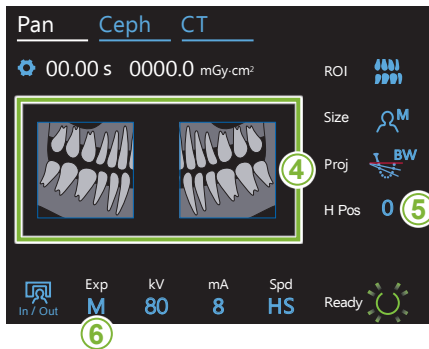 Pan Ceph CT
00.00 s 0000.0 mGy·cm²
ROI
Size M
4
Proj BW
H Pos 0 5
Exp kV mA Spd
In / Out M 80 8 HS Ready
6